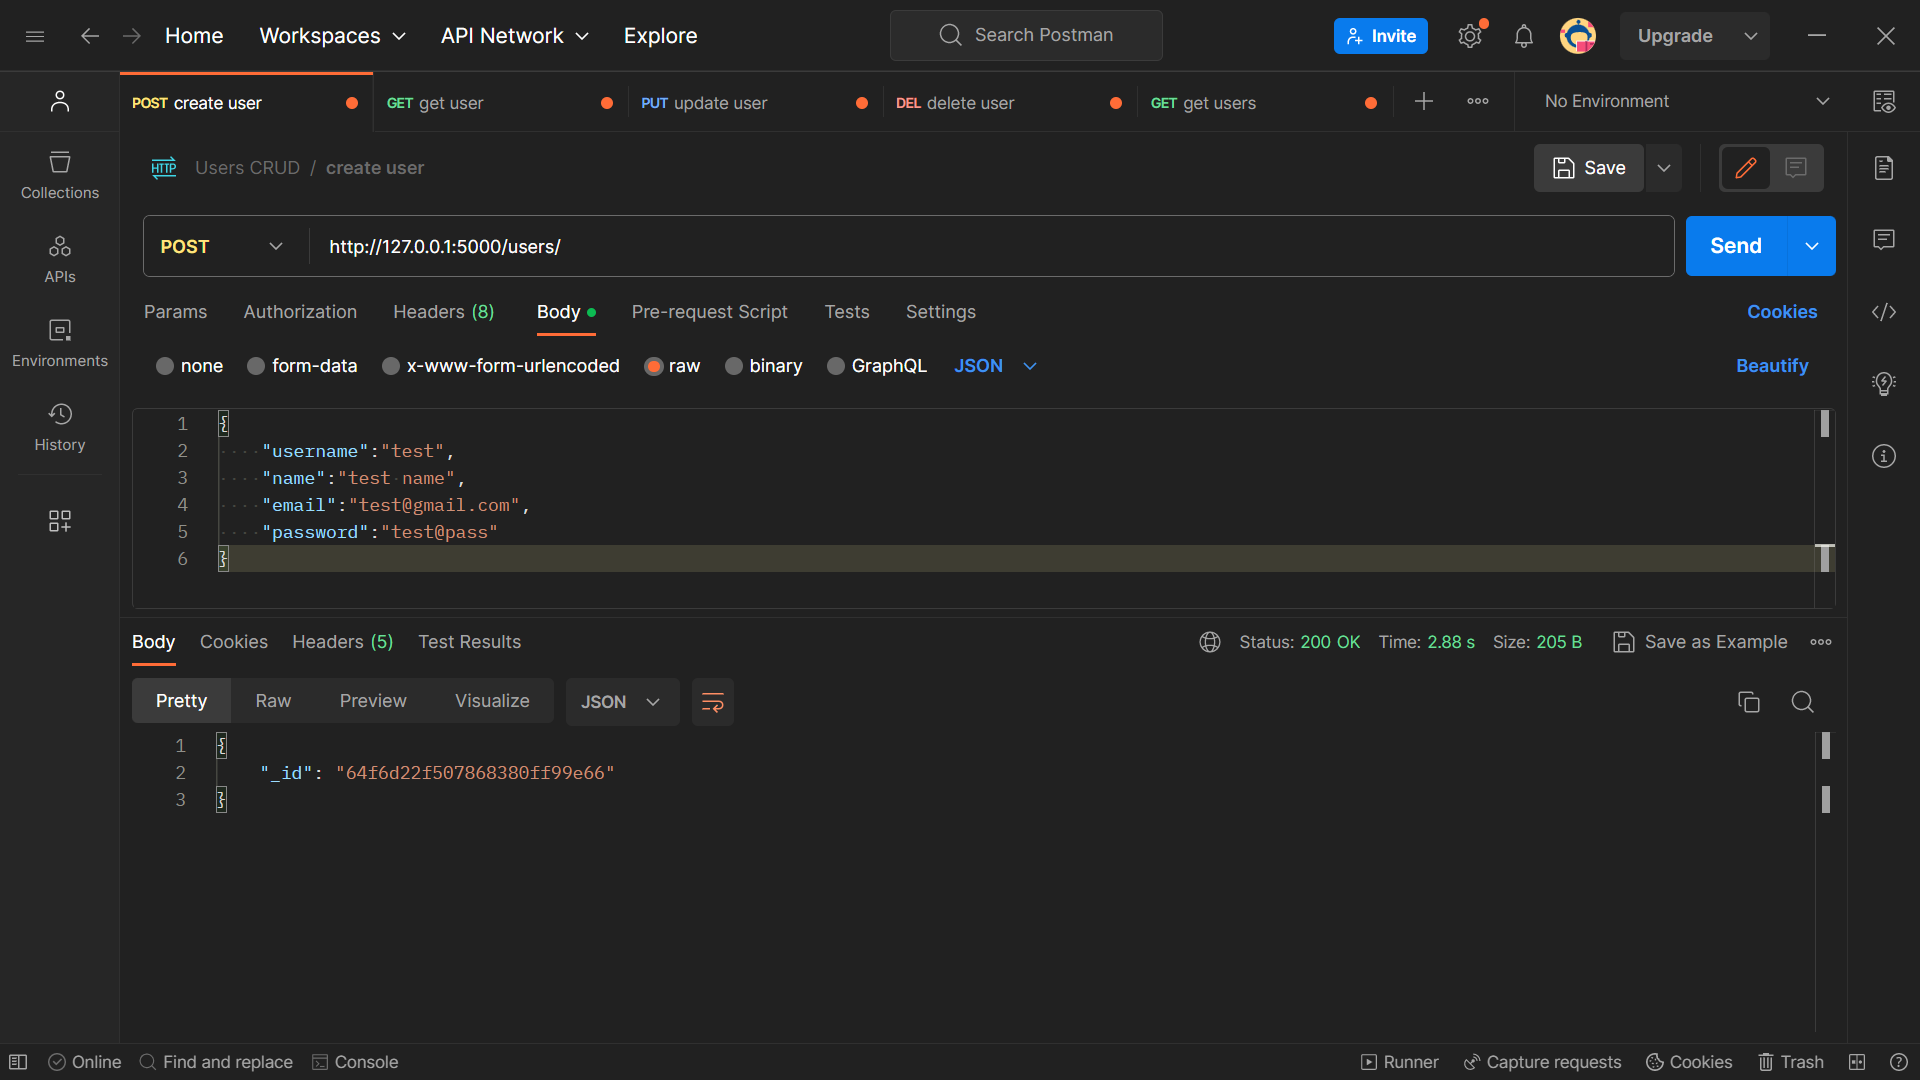 Home Workspaces API Network Explore Search Postman Invite Upgrade
POST create user GET get user PUT update user DEL delete user GET get users No Environment
HTTP Users CRUD / create user Save
Collections
APIs
Environments
History
POST http://127.0.0.1:5000/users/ Send
Params Authorization Headers (8) Body Pre-request Script Tests Settings Cookies
none form-data x-www-form-urlencoded raw binary GraphQL JSON Beautify
1 {
2 "username":"test",
3 "name":"test name",
4 "email":"test@gmail.com",
5 "password":"test@pass"
6 }
Body Cookies Headers (5) Test Results Status: 200 OK Time: 2.88 s Size: 205 B Save as Example
Pretty Raw Preview Visualize JSON
1 {
2 "_id": "64f6d22f507868380ff99e66"
3 }
Online Find and replace Console Runner Capture requests Cookies Trash